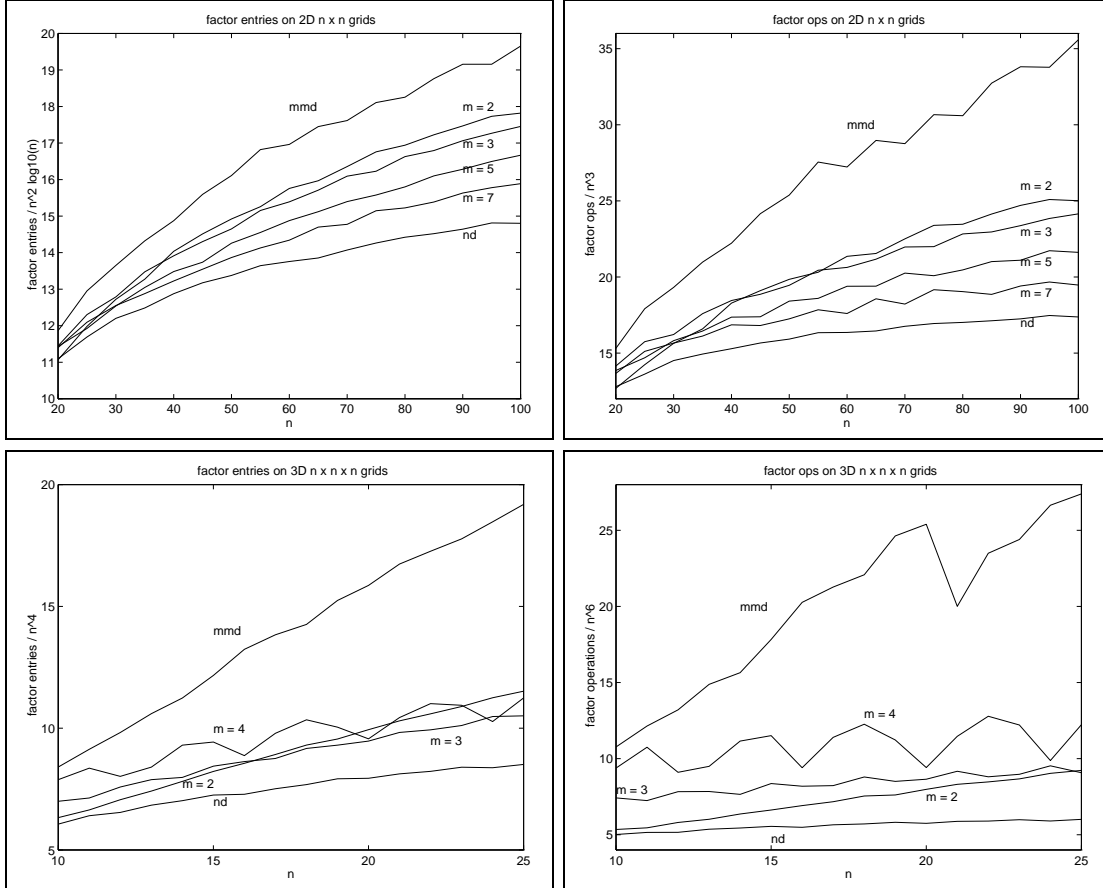 factor entries on 2D n x n grids
factor entries / n^2 log10(n)
20
19
18
17
16
15
14
13
12
11
10
mmd
m = 2
m = 3
m = 5
m = 7
nd
20 30 40 50 60 70 80 90 100
n
factor ops on 2D n x n grids
factor ops / n^3
35
30
25
20
15
mmd
m = 2
m = 3
m = 5
m = 7
nd
20 30 40 50 60 70 80 90 100
n
factor entries on 3D n x n x n grids
factor entries / n^4
20
15
10
5
mmd
m = 4
m = 3
m = 2
nd
10 15 20 25
n
factor ops on 3D n x n x n grids
factor operations / n^6
25
20
15
10
5
mmd
m = 4
m = 3
m = 2
nd
10 15 20 25
n